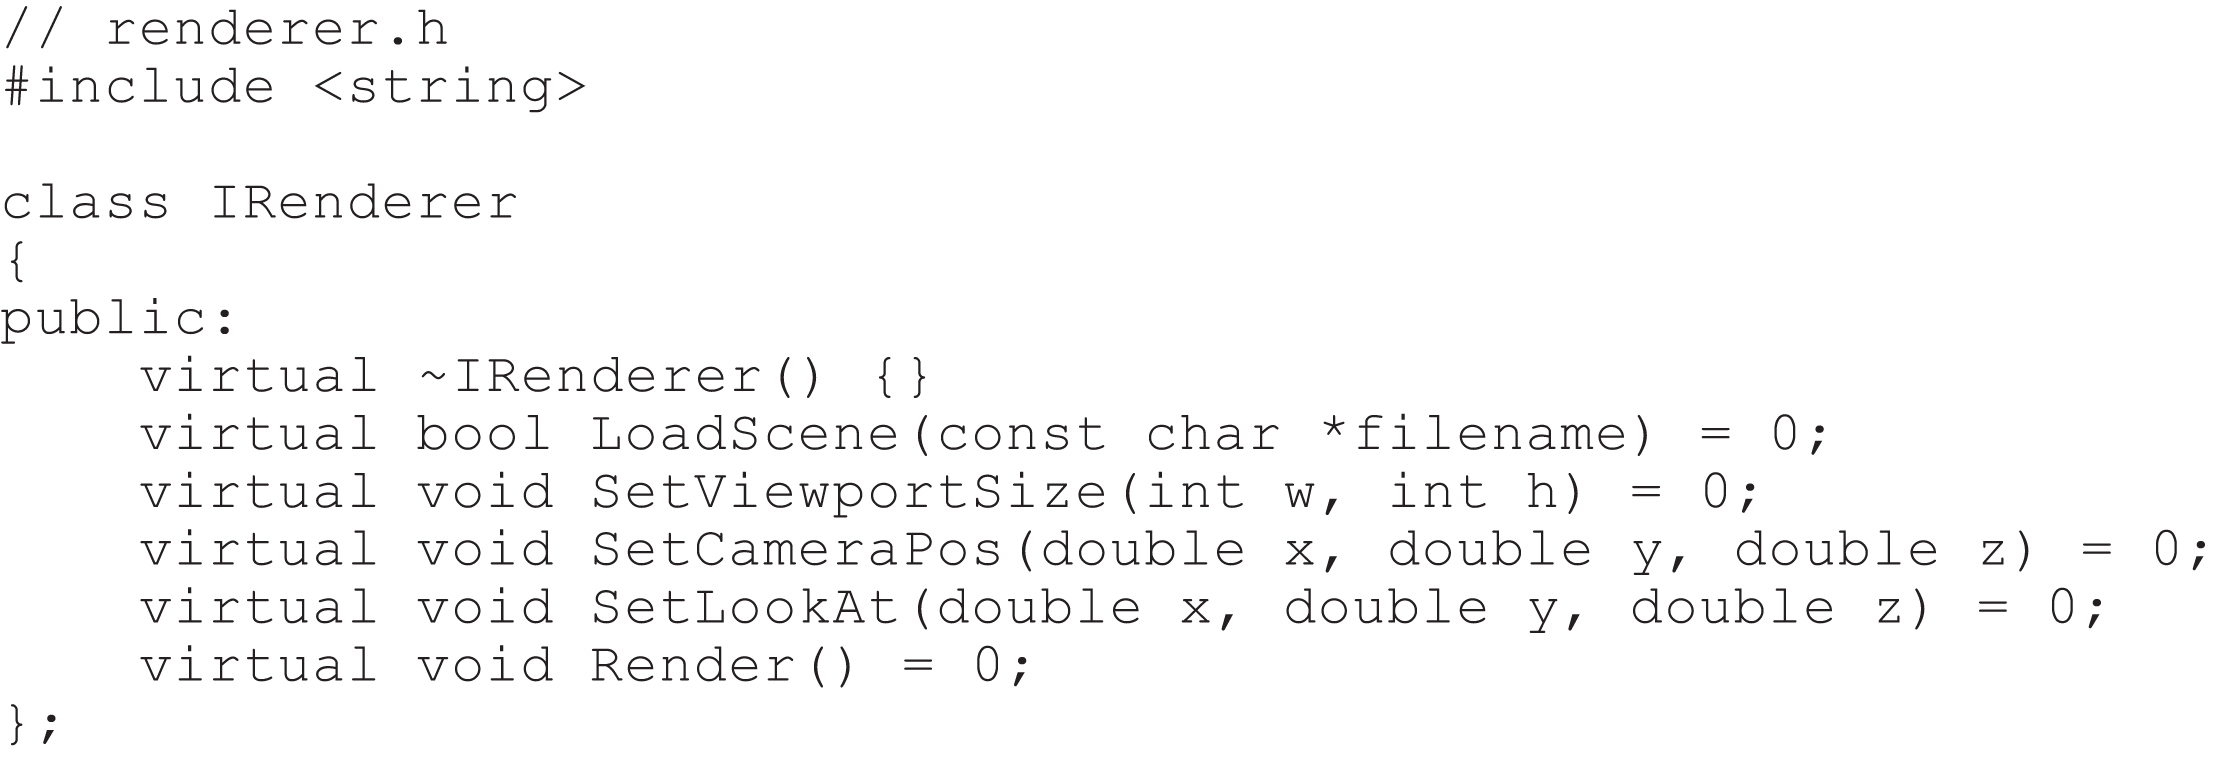 // renderer.h
#include <string>

class IRenderer
{
public:
    virtual ~IRenderer() {}
    virtual bool LoadScene(const char *filename) = 0;
    virtual void SetViewportSize(int w, int h) = 0;
    virtual void SetCameraPos(double x, double y, double z) = 0;
    virtual void SetLookAt(double x, double y, double z) = 0;
    virtual void Render() = 0;
};